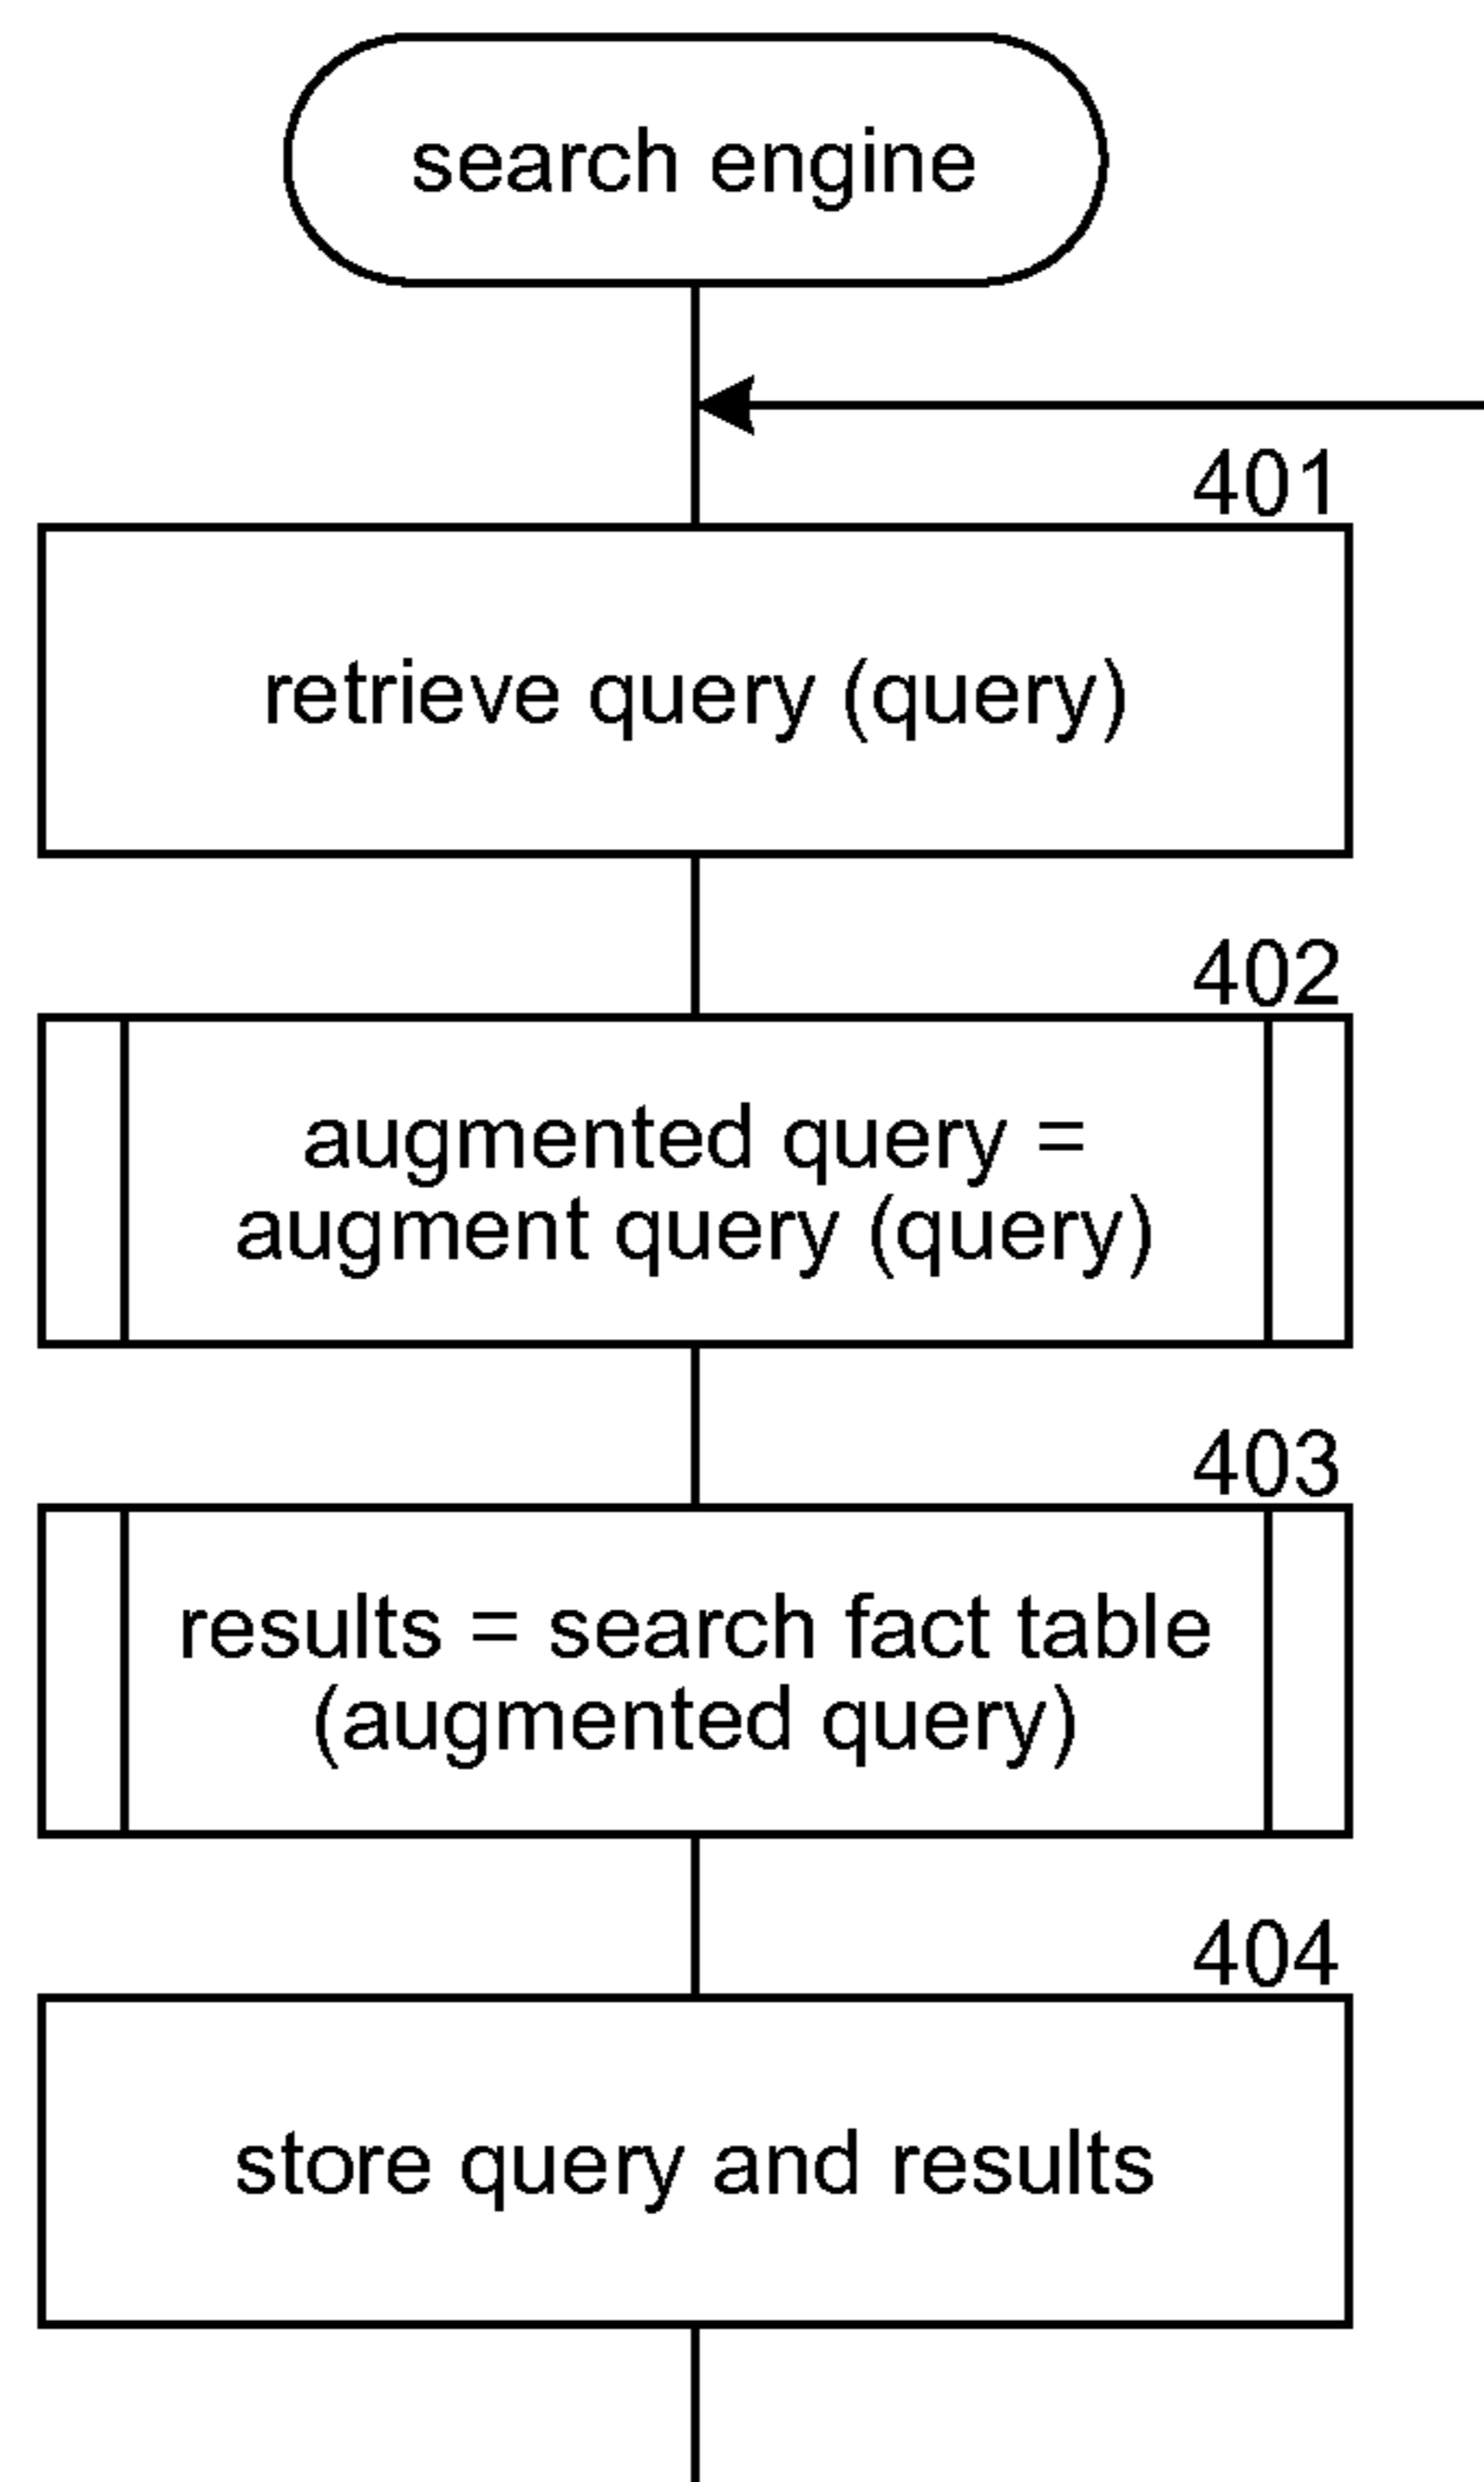 search engine
401
retrieve query (query)
402
augmented query =
augment query (query)
403
results = search fact table
(augmented query)
404
store query and results